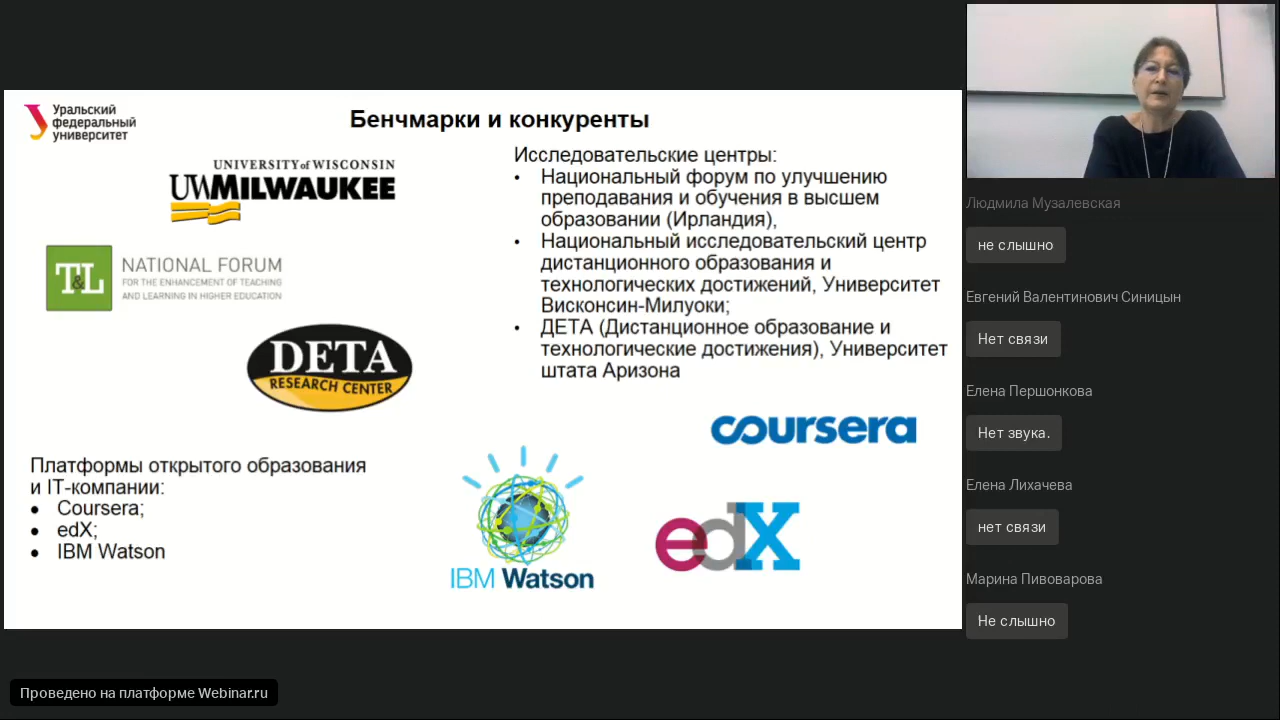 Уральский
федеральный
университет
Бенчмарки и конкуренты
UNIVERSITY of WISCONSIN
UWMILWAUKEE
T&L
NATIONAL FORUM
FOR THE ENHANCEMENT OF TEACHING
AND LEARNING IN HIGHER EDUCATION
DETA
RESEARCH CENTER
Исследовательские центры:
• Национальный форум по улучшению
преподавания и обучения в высшем
образовании (Ирландия),
• Национальный исследовательский центр
дистанционного образования и
технологических достижений, Университет
Висконсин-Милуоки;
• ДЕТА (Дистанционное образование и
технологические достижения), Университет
штата Аризона
Платформы открытого образования
и IT-компании:
• Coursera;
• edX;
• IBM Watson
coursera
IBM Watson
edX
Людмила Музалевская
не слышно
Евгений Валентинович Синицын
Нет связи
Елена Першонкова
Нет звука.
Елена Лихачева
нет связи
Марина Пивоварова
Не слышно
Проведено на платформе Webinar.ru